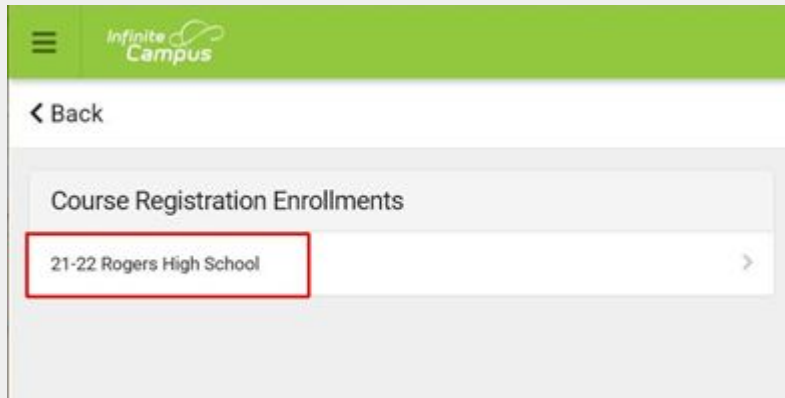 Infinite
Campus
Back
Course Registration Enrollments
21-22 Rogers High School